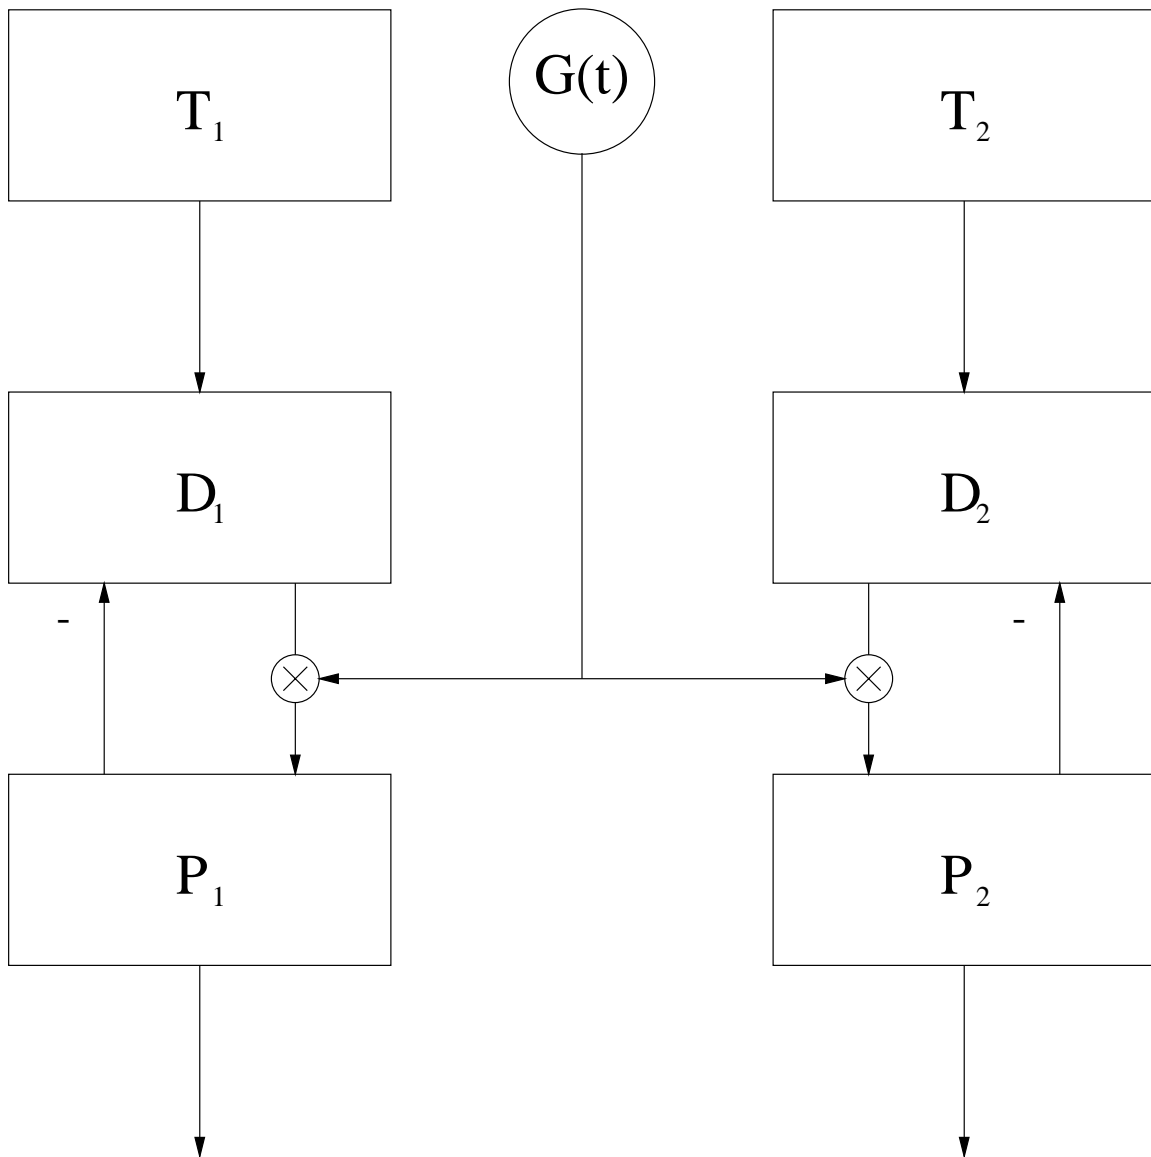 T₁ G(t) T₂
D₁ D₂
- -
P₁ P₂